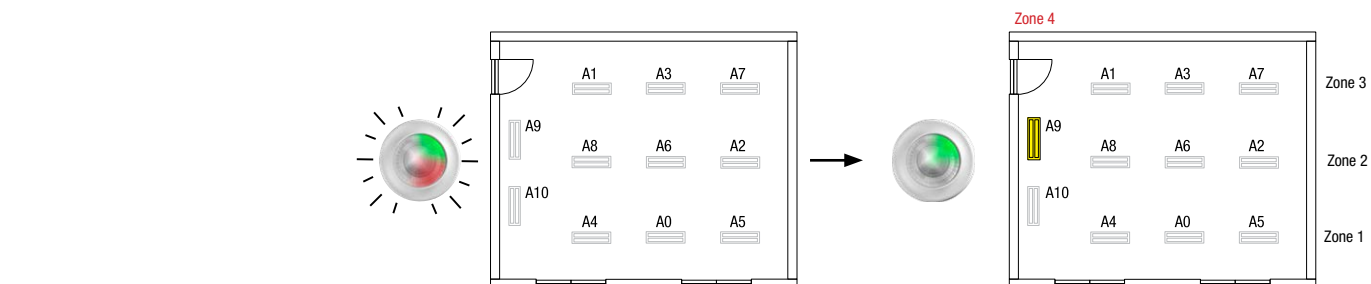 Zone 4
A1 A3 A7
A9
A8 A6 A2
A10
A4 A0 A5
A1 A3 A7
Zone 3
A9
A8 A6 A2
Zone 2
A10
A4 A0 A5
Zone 1